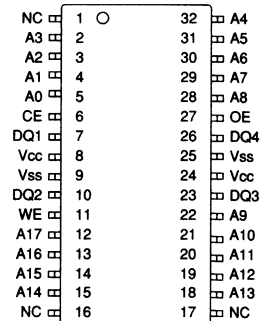 NC 1 32 A4
A3 2 31 A5
A2 3 30 A6
A1 4 29 A7
A0 5 28 A8
CE 6 27 OE
DQ1 7 26 DQ4
Vcc 8 25 Vss
Vss 9 24 Vcc
DQ2 10 23 DQ3
WE 11 22 A9
A17 12 21 A10
A16 13 20 A11
A15 14 19 A12
A14 15 18 A13
NC 16 17 NC